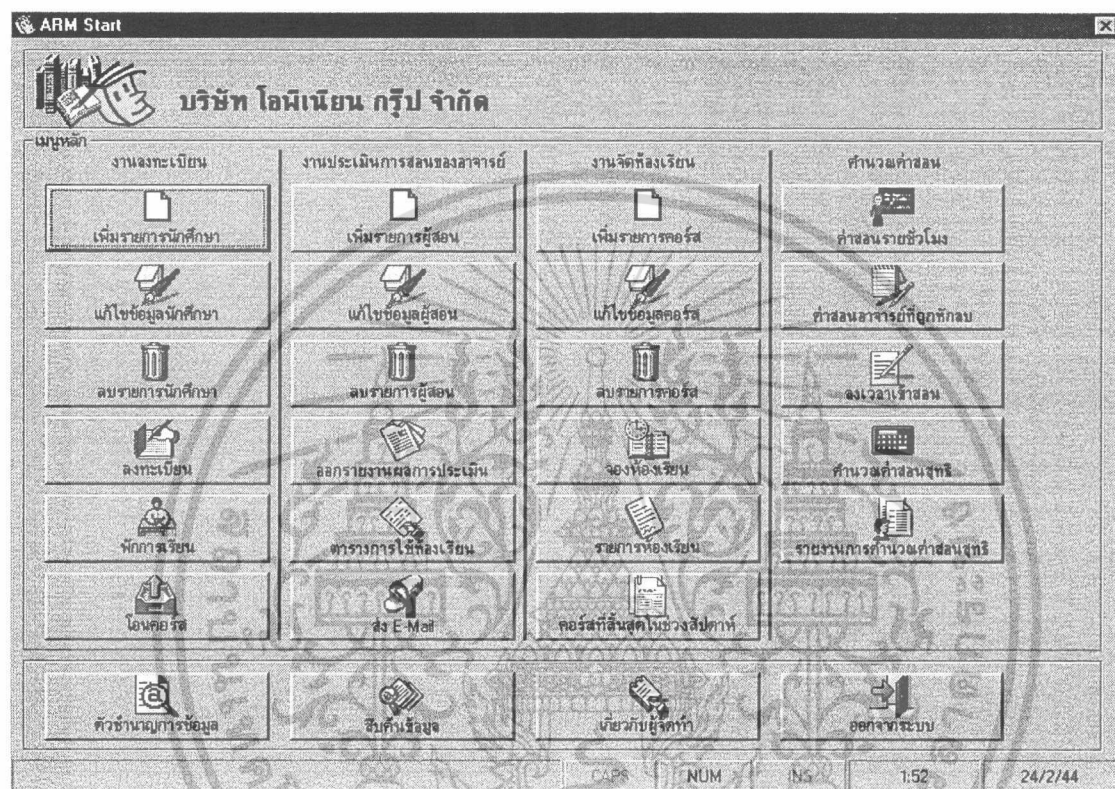 ARM Start
บริษัท โอพิเนียน กรุ๊ป จำกัด
เมนูหลัก
งานลงทะเบียน
งานประเมินการสอนของอาจารย์
งานจัดห้องเรียน
คำนวณค่าสอน
เพิ่มรายการนักศึกษา
เพิ่มรายการผู้สอน
เพิ่มรายการคอร์ส
ค่าสอนรายชั่วโมง
แก้ไขข้อมูลนักศึกษา
แก้ไขข้อมูลผู้สอน
แก้ไขข้อมูลคอร์ส
ค่าสอนอาจารย์ที่ถูกหักลบ
ลบรายการนักศึกษา
ลบรายการผู้สอน
ลบรายการคอร์ส
ลงเวลาเข้าสอน
ลงทะเบียน
ออกรายงานผลการประเมิน
จองห้องเรียน
คำนวณค่าสอนสุทธิ
พักการเรียน
ตารางการใช้ห้องเรียน
รายการห้องเรียน
รายงานการคำนวณค่าสอนสุทธิ
โอนคอร์ส
ส่ง E-Mail
คอร์สที่สิ้นสุดในช่วงสัปดาห์
ตัวชำนาญการข้อมูล
สืบค้นข้อมูล
เกี่ยวกับผู้จัดทำ
ออกจากระบบ
CAPS
NUM
INS
1:52
24/2/44